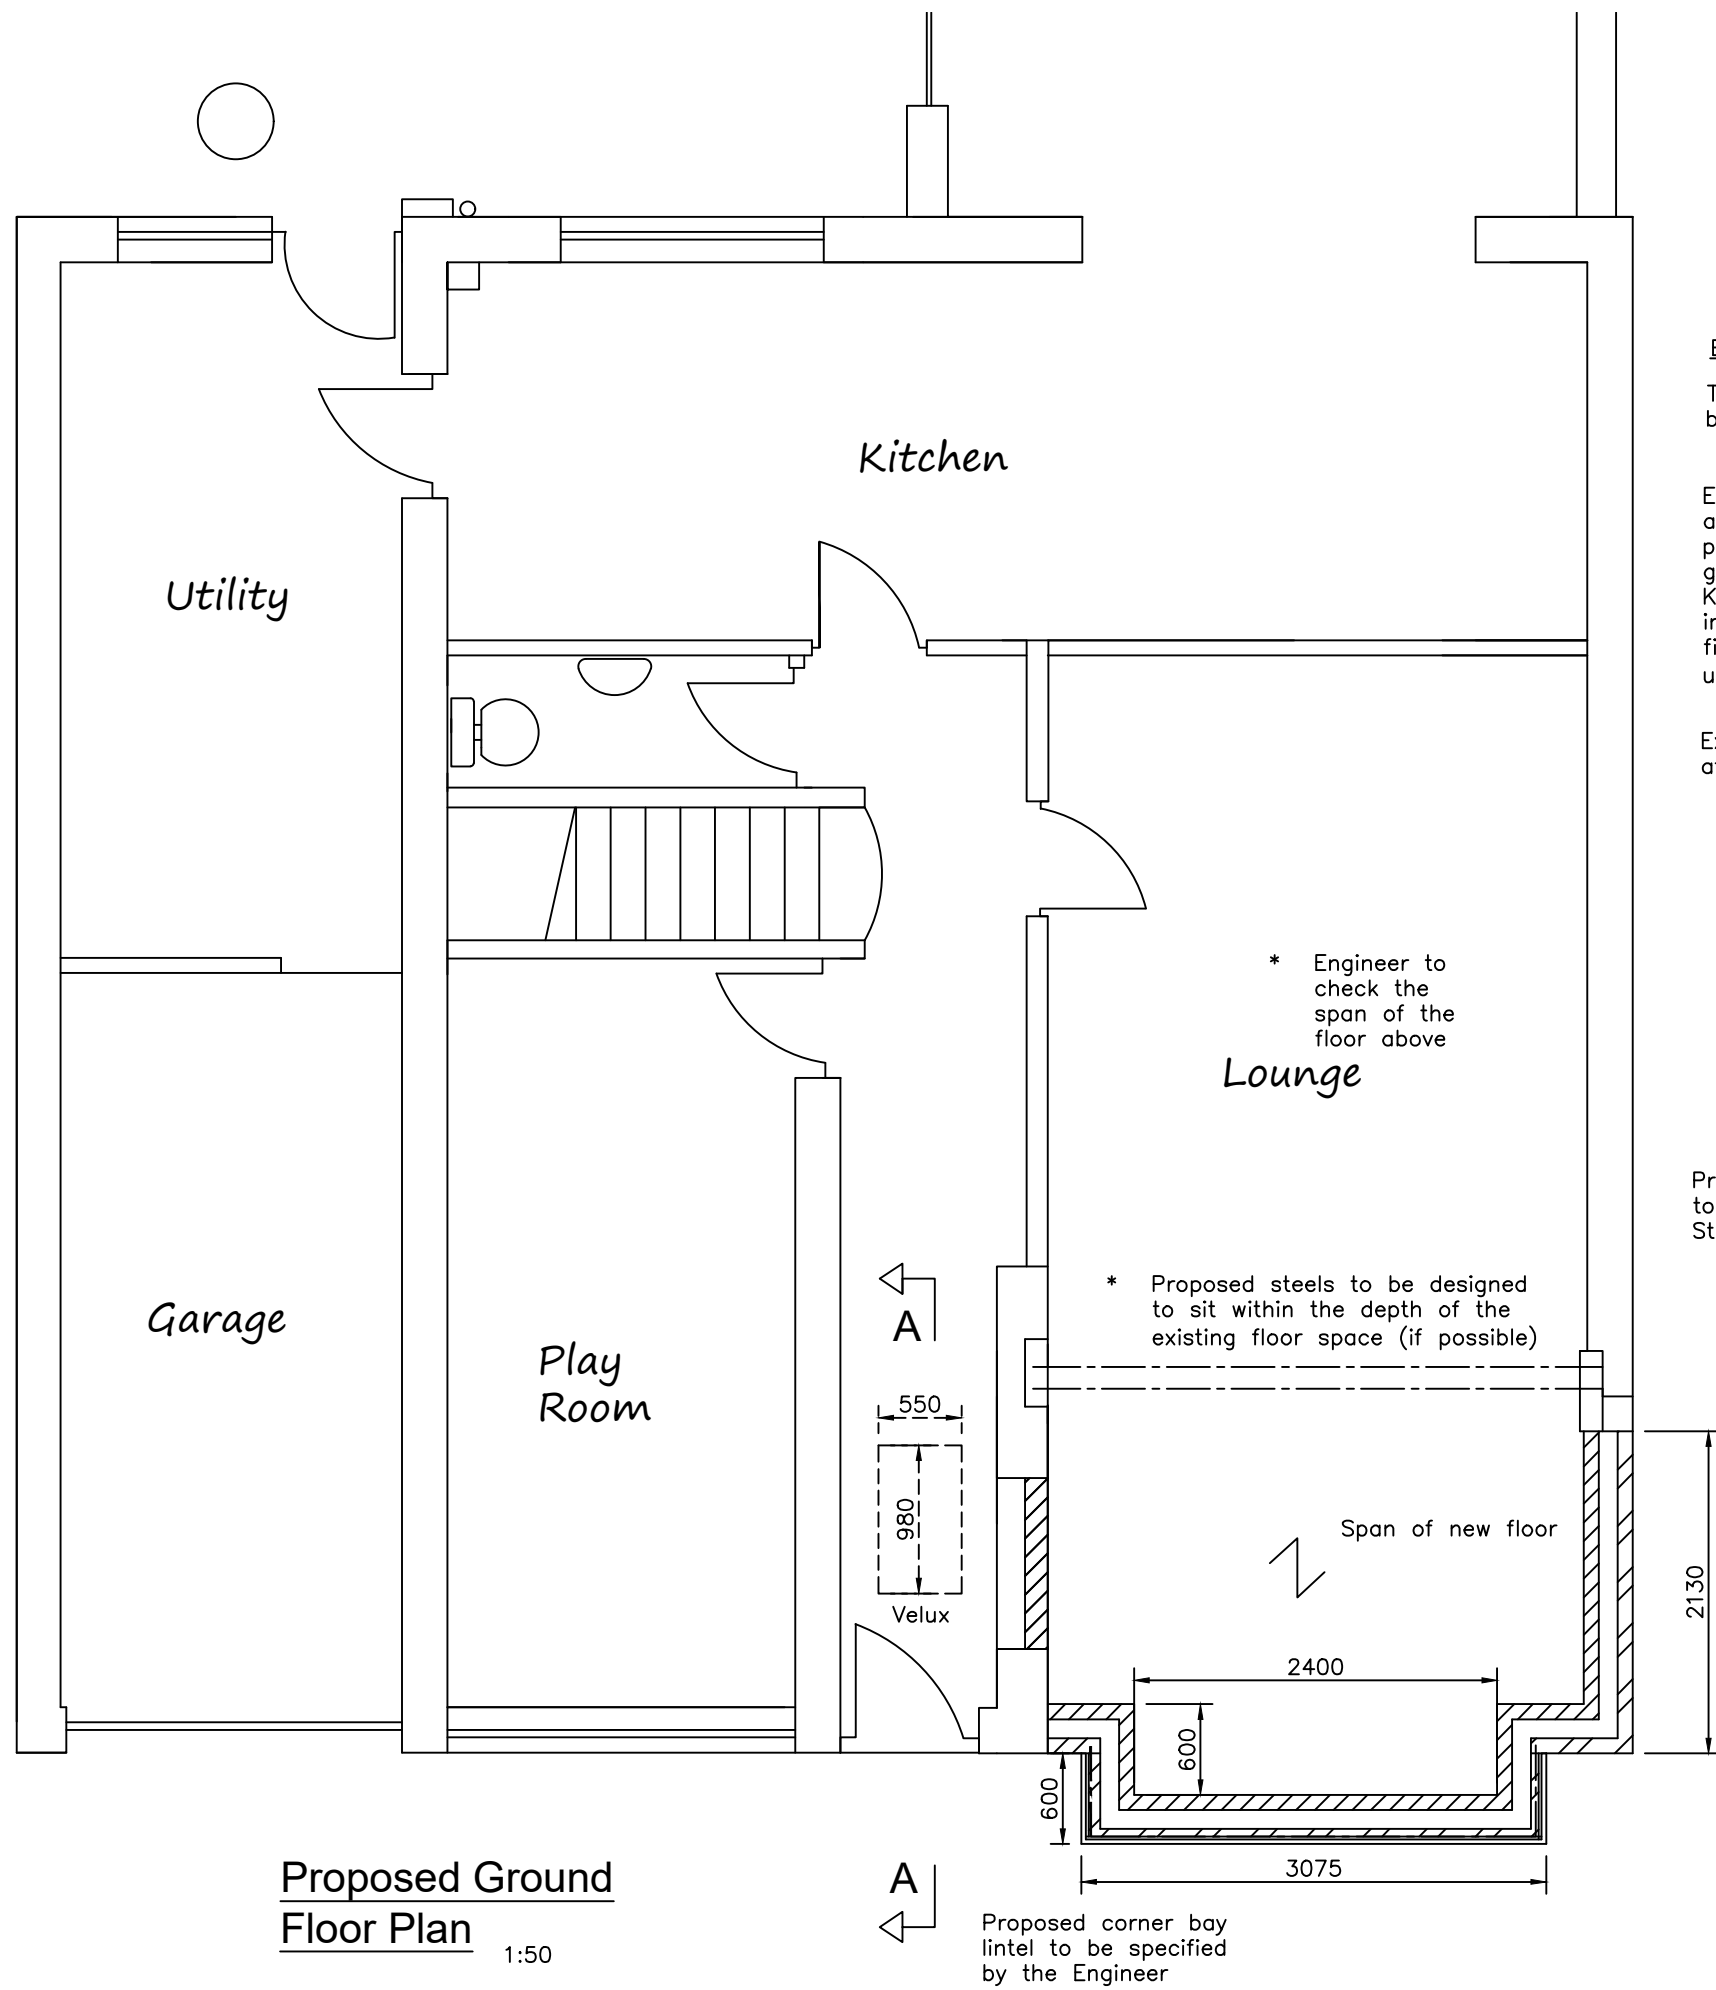 Kitchen
Utility
* Engineer to
check the
span of the
floor above
Lounge
* Proposed steels to be designed
to sit within the depth of the
existing floor space (if possible)
Garage
A
Play
Room
550
980
Velux
Span of new floor
2130
2400
600
600
3075
Proposed Ground
Floor Plan
1:50
A
Proposed corner bay
lintel to be specified
by the Engineer